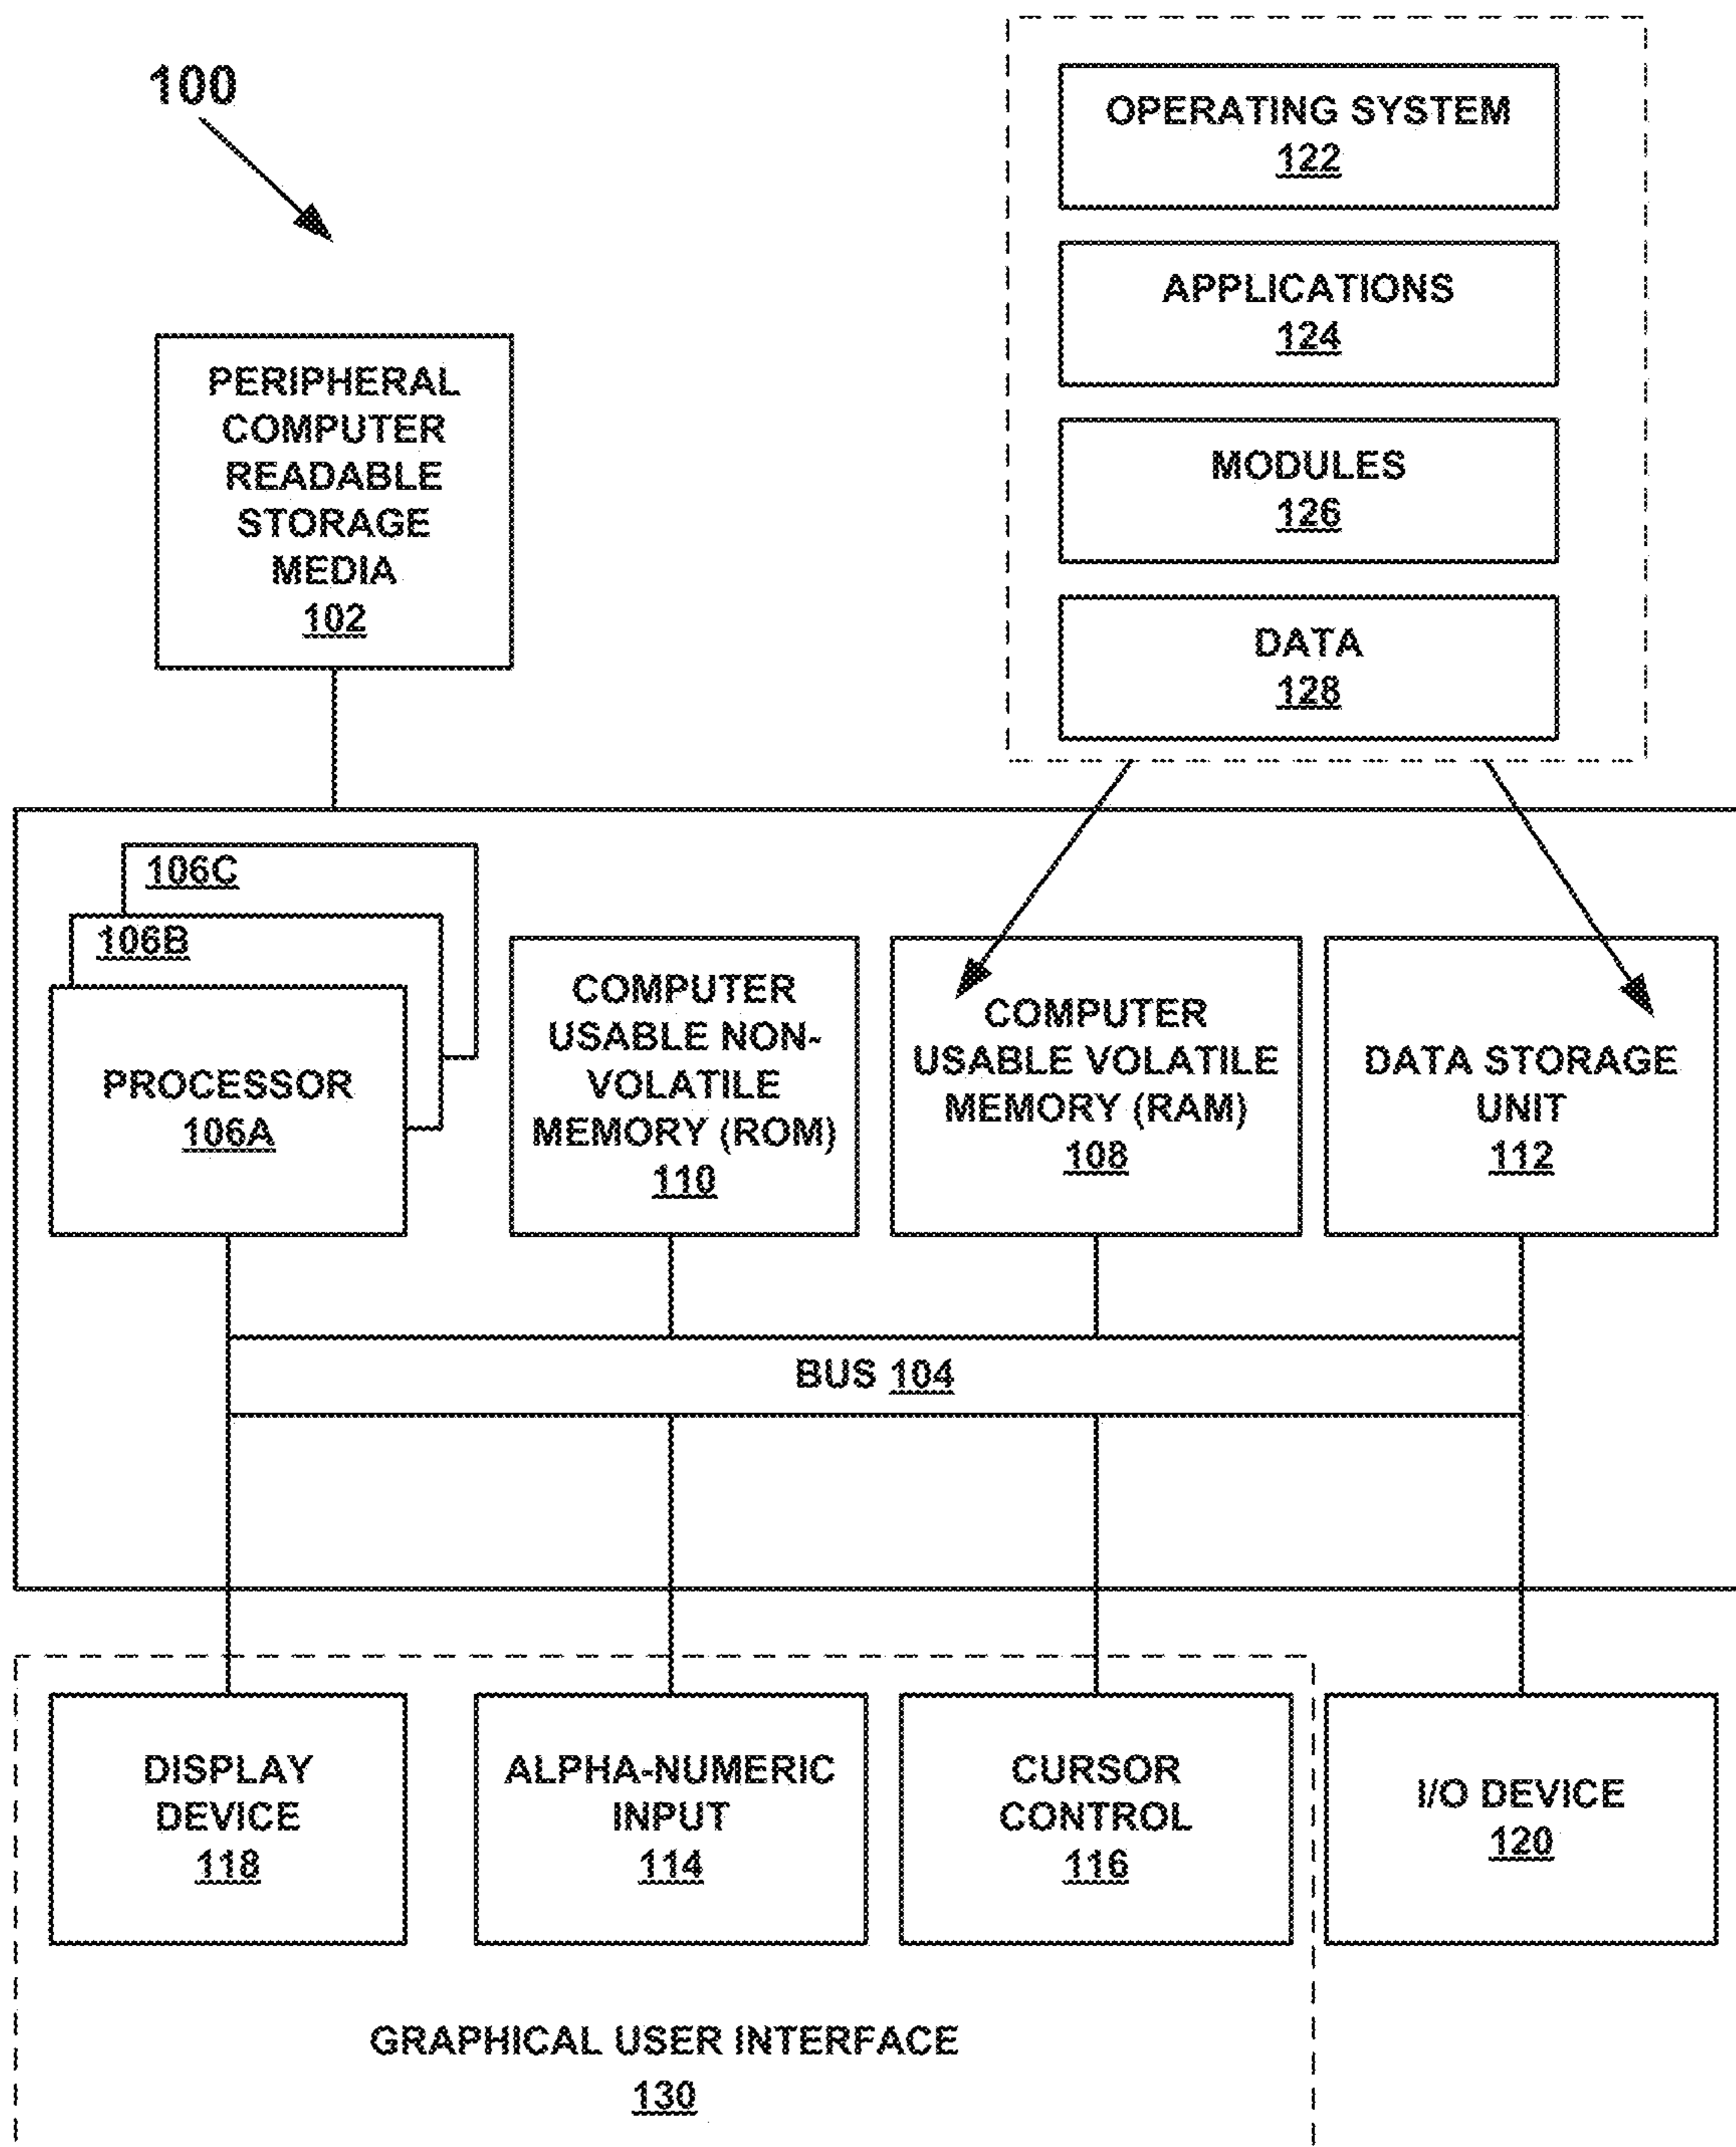 100
OPERATING SYSTEM
122
APPLICATIONS
124
MODULES
126
DATA
128
PERIPHERAL
COMPUTER
READABLE
STORAGE
MEDIA
102
106C
106B
PROCESSOR
106A
COMPUTER
USABLE NON-
VOLATILE
MEMORY (ROM)
110
COMPUTER
USABLE VOLATILE
MEMORY (RAM)
108
DATA STORAGE
UNIT
112
BUS 104
DISPLAY
DEVICE
118
ALPHA-NUMERIC
INPUT
114
CURSOR
CONTROL
116
I/O DEVICE
120
GRAPHICAL USER INTERFACE
130